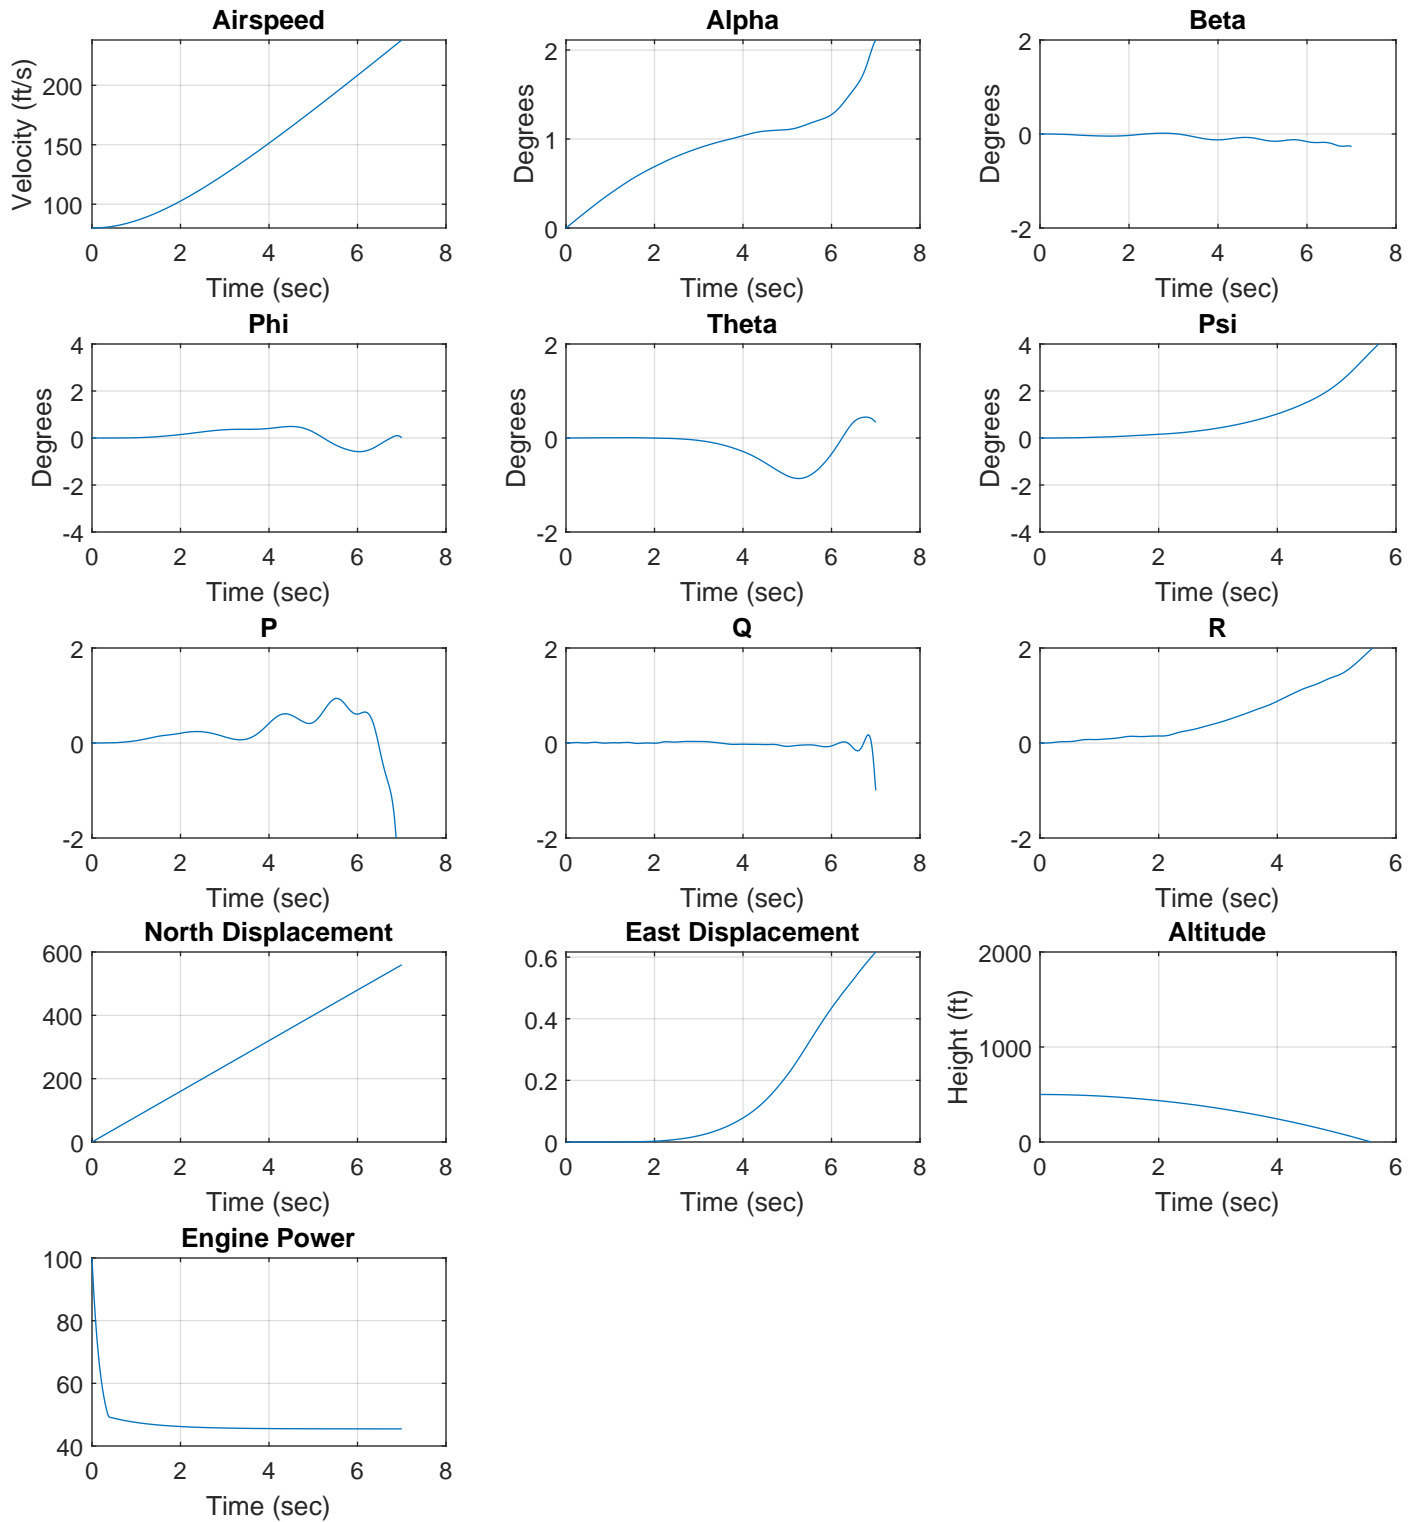 Airspeed
Velocity (ft/s)
200
150
100
0 2 4 6 8
Time (sec)
Alpha
Degrees
2
1
0
0 2 4 6 8
Time (sec)
Beta
Degrees
2
0
-2
0 2 4 6 8
Time (sec)
Phi
Degrees
4
2
0
-2
-4
0 2 4 6 8
Time (sec)
Theta
Degrees
2
0
-2
0 2 4 6 8
Time (sec)
Psi
Degrees
4
2
0
-2
-4
0 2 4 6
Time (sec)
P
2
0
-2
0 2 4 6 8
Time (sec)
Q
2
0
-2
0 2 4 6 8
Time (sec)
R
2
0
-2
0 2 4 6
Time (sec)
North Displacement
600
400
200
0
0 2 4 6 8
Time (sec)
East Displacement
0.6
0.4
0.2
0
0 2 4 6 8
Time (sec)
Altitude
Height (ft)
2000
1000
0
0 2 4 6
Time (sec)
Engine Power
100
80
60
40
0 2 4 6 8
Time (sec)